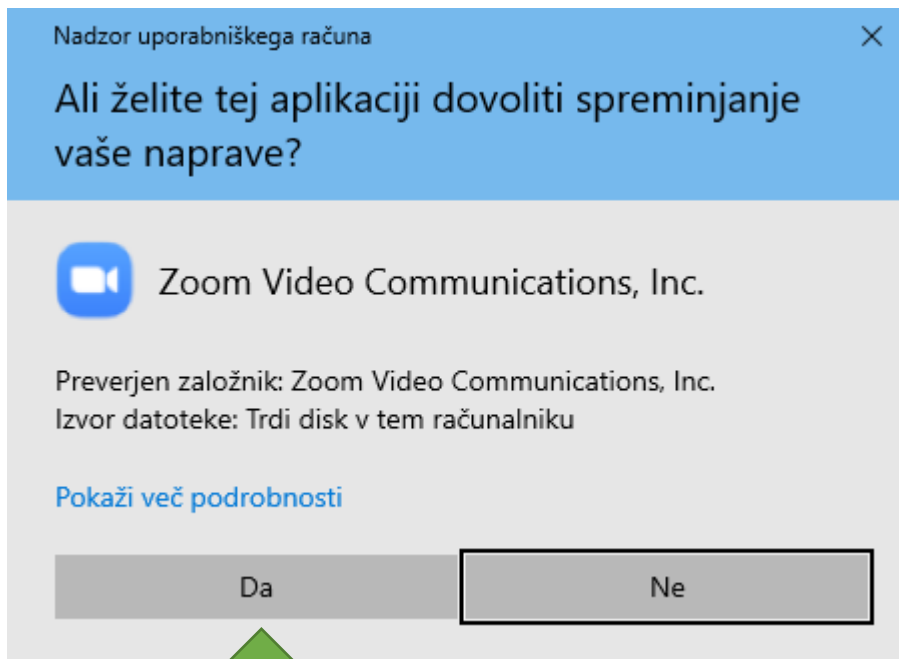 Nadzor uporabniškega računa
Ali želite tej aplikaciji dovoliti spreminjanje
vaše naprave?
Zoom Video Communications, Inc.
Preverjen založnik: Zoom Video Communications, Inc.
Izvor datoteke: Trdi disk v tem računalniku
Pokaži več podrobnosti
Da
Ne